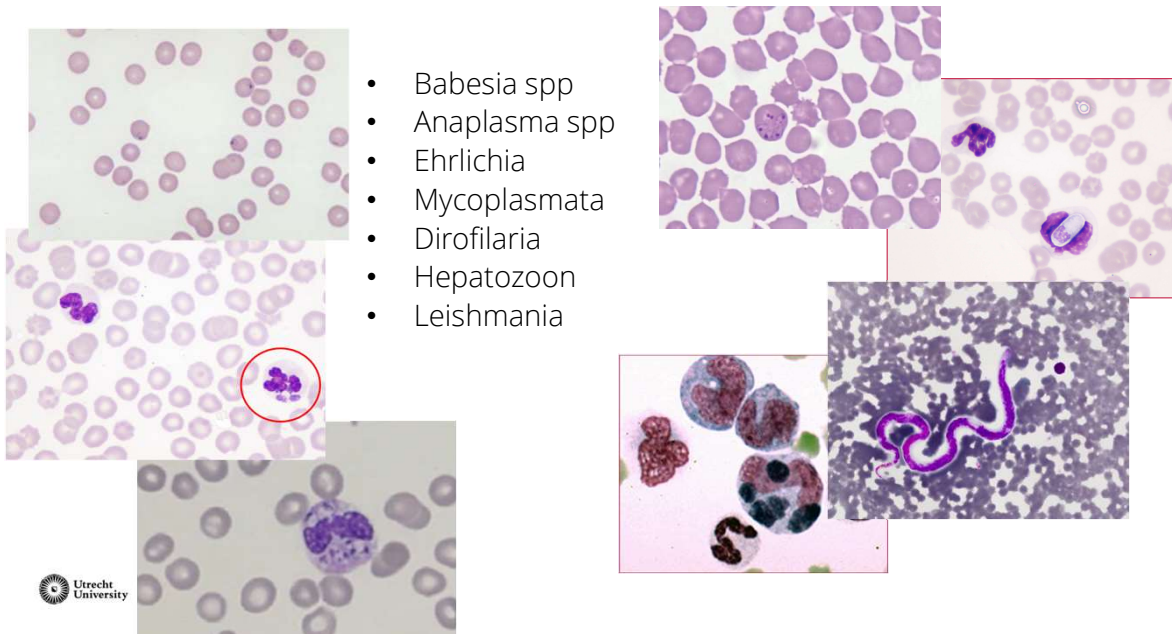 Babesia spp
Anaplasma spp
Ehrlichia
Mycoplasmata
Dirofilaria
Hepatozoon
Leishmania
Utrecht
University